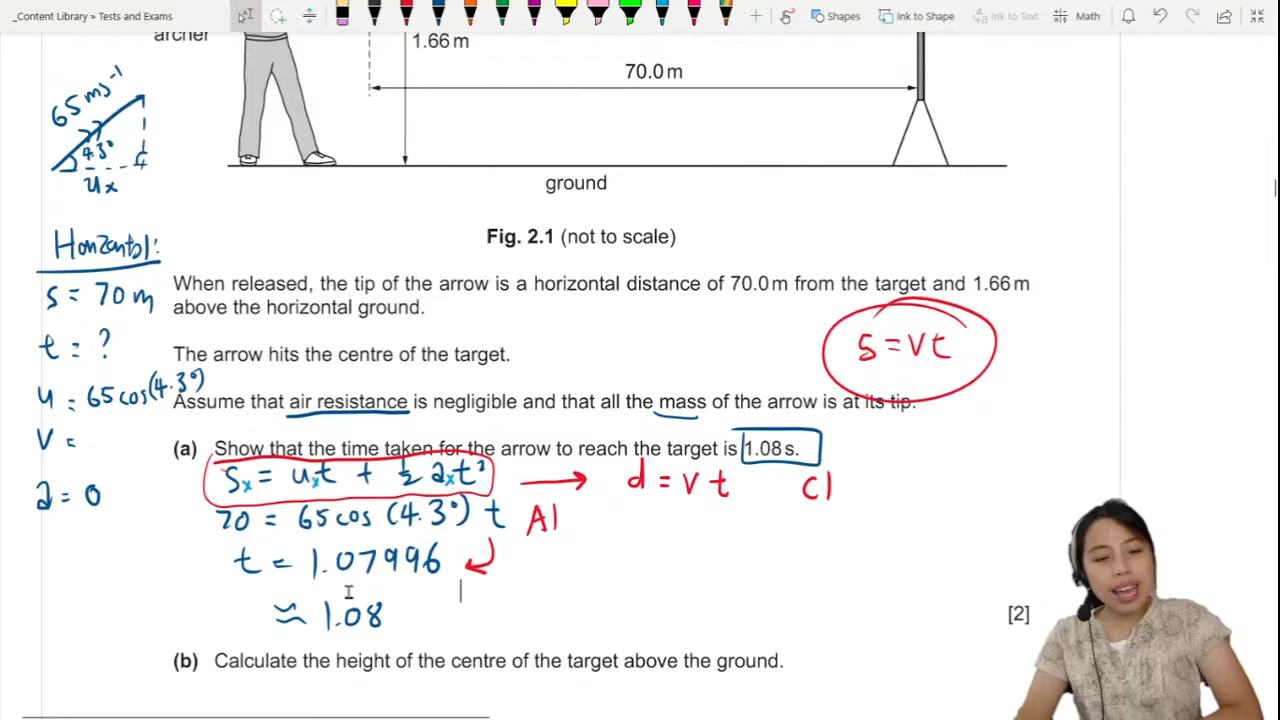 _Content Library » Tests and Exams
Shapes
Ink to Shape
Ink to Text
Math
archer
1.66 m
70.0 m
65 ms⁻¹
4.3°
ux
ground
Horizontal:
Fig. 2.1 (not to scale)
s = 70 m
When released, the tip of the arrow is a horizontal distance of 70.0 m from the target and 1.66 m
above the horizontal ground.
t = ?
s = vt
The arrow hits the centre of the target.
u = 65 cos(4.3°)
Assume that air resistance is negligible and that all the mass of the arrow is at its tip.
v =
(a) Show that the time taken for the arrow to reach the target is 1.08 s.
a = 0
sx = uxt + ½ axt² → d = vt C1
70 = 65 cos (4.3°) t A1
t = 1.07996
≈ 1.08
[2]
(b) Calculate the height of the centre of the target above the ground.